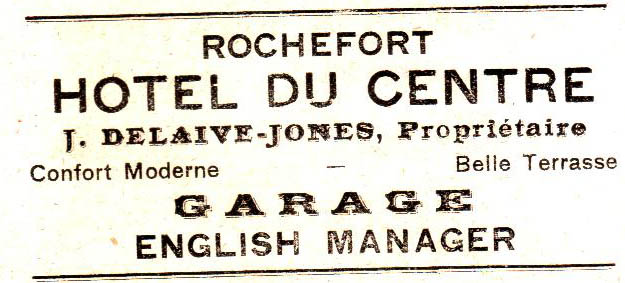 ROCHEFORT
HOTEL DU CENTRE
J. DELAIVE-JONES, Propriétaire
Confort Moderne — Belle Terrasse
GARAGE
ENGLISH MANAGER